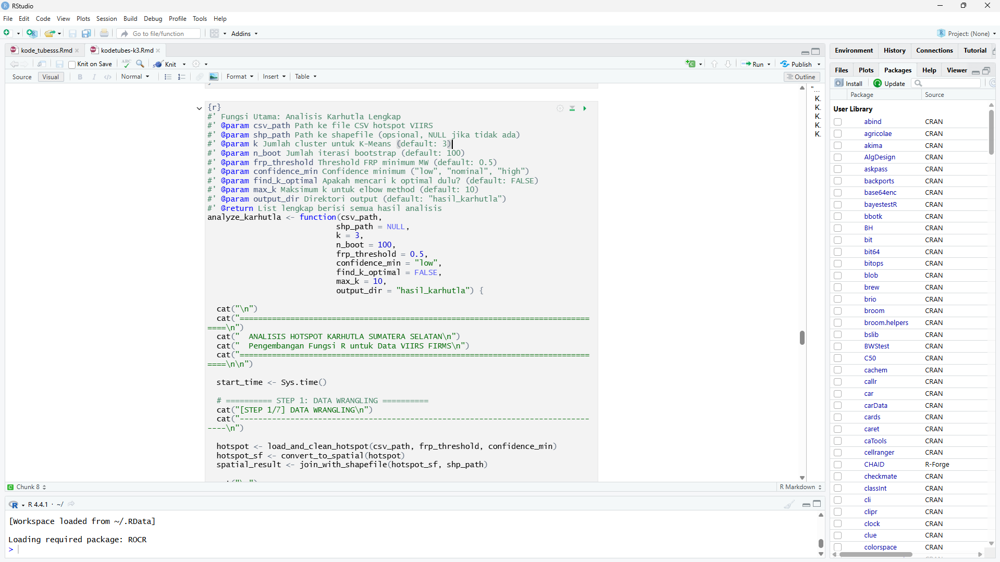 RStudio
File Edit Code View Plots Session Build Debug Profile Tools Help
Go to file/function Addins Project: (None)
kode_tubesss.Rmd kodetubes-k3.Rmd
Knit on Save ABC Knit Run Publish
Source Visual B I </> Normal Format Insert Table Outline
{r}
#' Fungsi Utama: Analisis Karhutla Lengkap
#' @param csv_path Path ke file CSV hotspot VIIRS
#' @param shp_path Path ke shapefile (opsional, NULL jika tidak ada)
#' @param k Jumlah cluster untuk K-Means (default: 3)
#' @param n_boot Jumlah iterasi bootstrap (default: 100)
#' @param frp_threshold Threshold FRP minimum MW (default: 0.5)
#' @param confidence_min Confidence minimum ("low", "nominal", "high")
#' @param find_k_optimal Apakah mencari k optimal dulu? (default: FALSE)
#' @param max_k Maksimum k untuk elbow method (default: 10)
#' @param output_dir Direktori output (default: "hasil_karhutla")
#' @return List lengkap berisi semua hasil analisis
analyze_karhutla <- function(csv_path,
shp_path = NULL,
k = 3,
n_boot = 100,
frp_threshold = 0.5,
confidence_min = "low",
find_k_optimal = FALSE,
max_k = 10,
output_dir = "hasil_karhutla") {
cat("\n")
cat("============================================================================
====\n")
cat("  ANALISIS HOTSPOT KARHUTLA SUMATERA SELATAN\n")
cat("  Pengembangan Fungsi R untuk Data VIIRS FIRMS\n")
cat("============================================================================
====\n\n")
start_time <- Sys.time()
# ========== STEP 1: DATA WRANGLING ==========
cat("[STEP 1/7] DATA WRANGLING\n")
cat("----------------------------------------------------------------------------
----\n")
hotspot <- load_and_clean_hotspot(csv_path, frp_threshold, confidence_min)
hotspot_sf <- convert_to_spatial(hotspot)
spatial_result <- join_with_shapefile(hotspot_sf, shp_path)
"...
K.
K.
K.
K.
K.
Chunk 8 R Markdown
R 4.4.1 · ~/
[Workspace loaded from ~/.RData]
Loading required package: ROCR
>
Environment History Connections Tutorial
Files Plots Packages Help Viewer
Install Update
Package Source
User Library
abind CRAN
agricolae CRAN
akima CRAN
AlgDesign CRAN
askpass CRAN
backports CRAN
base64enc CRAN
bayestestR CRAN
bbotk CRAN
BH CRAN
bit CRAN
bit64 CRAN
bitops CRAN
blob CRAN
brew CRAN
brio CRAN
broom CRAN
broom.helpers CRAN
bslib CRAN
BWStest CRAN
C50 CRAN
cachem CRAN
callr CRAN
car CRAN
carData CRAN
cards CRAN
caret CRAN
caTools CRAN
cellranger CRAN
CHAID R-Forge
checkmate CRAN
classInt CRAN
cli CRAN
clipr CRAN
clock CRAN
clue CRAN
colorspace CRAN